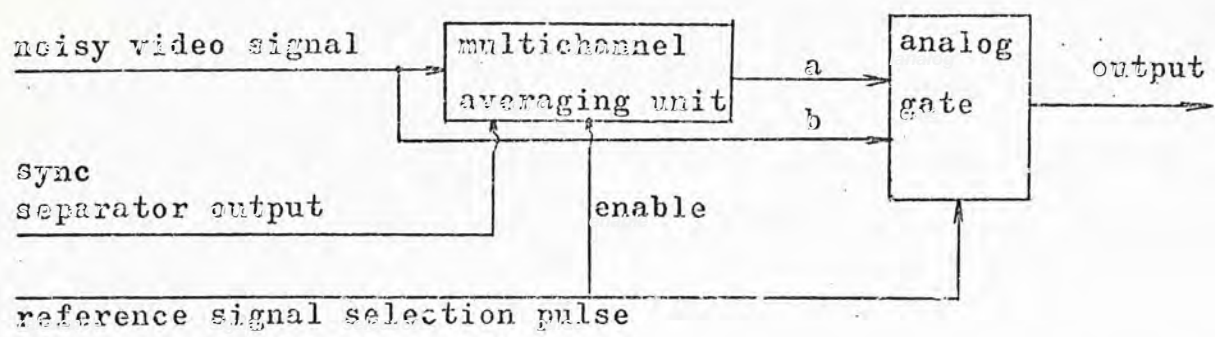 noisy video signal
multichannel
averaging unit
a
b
analog
gate
output
sync
separator output
enable
reference signal selection pulse